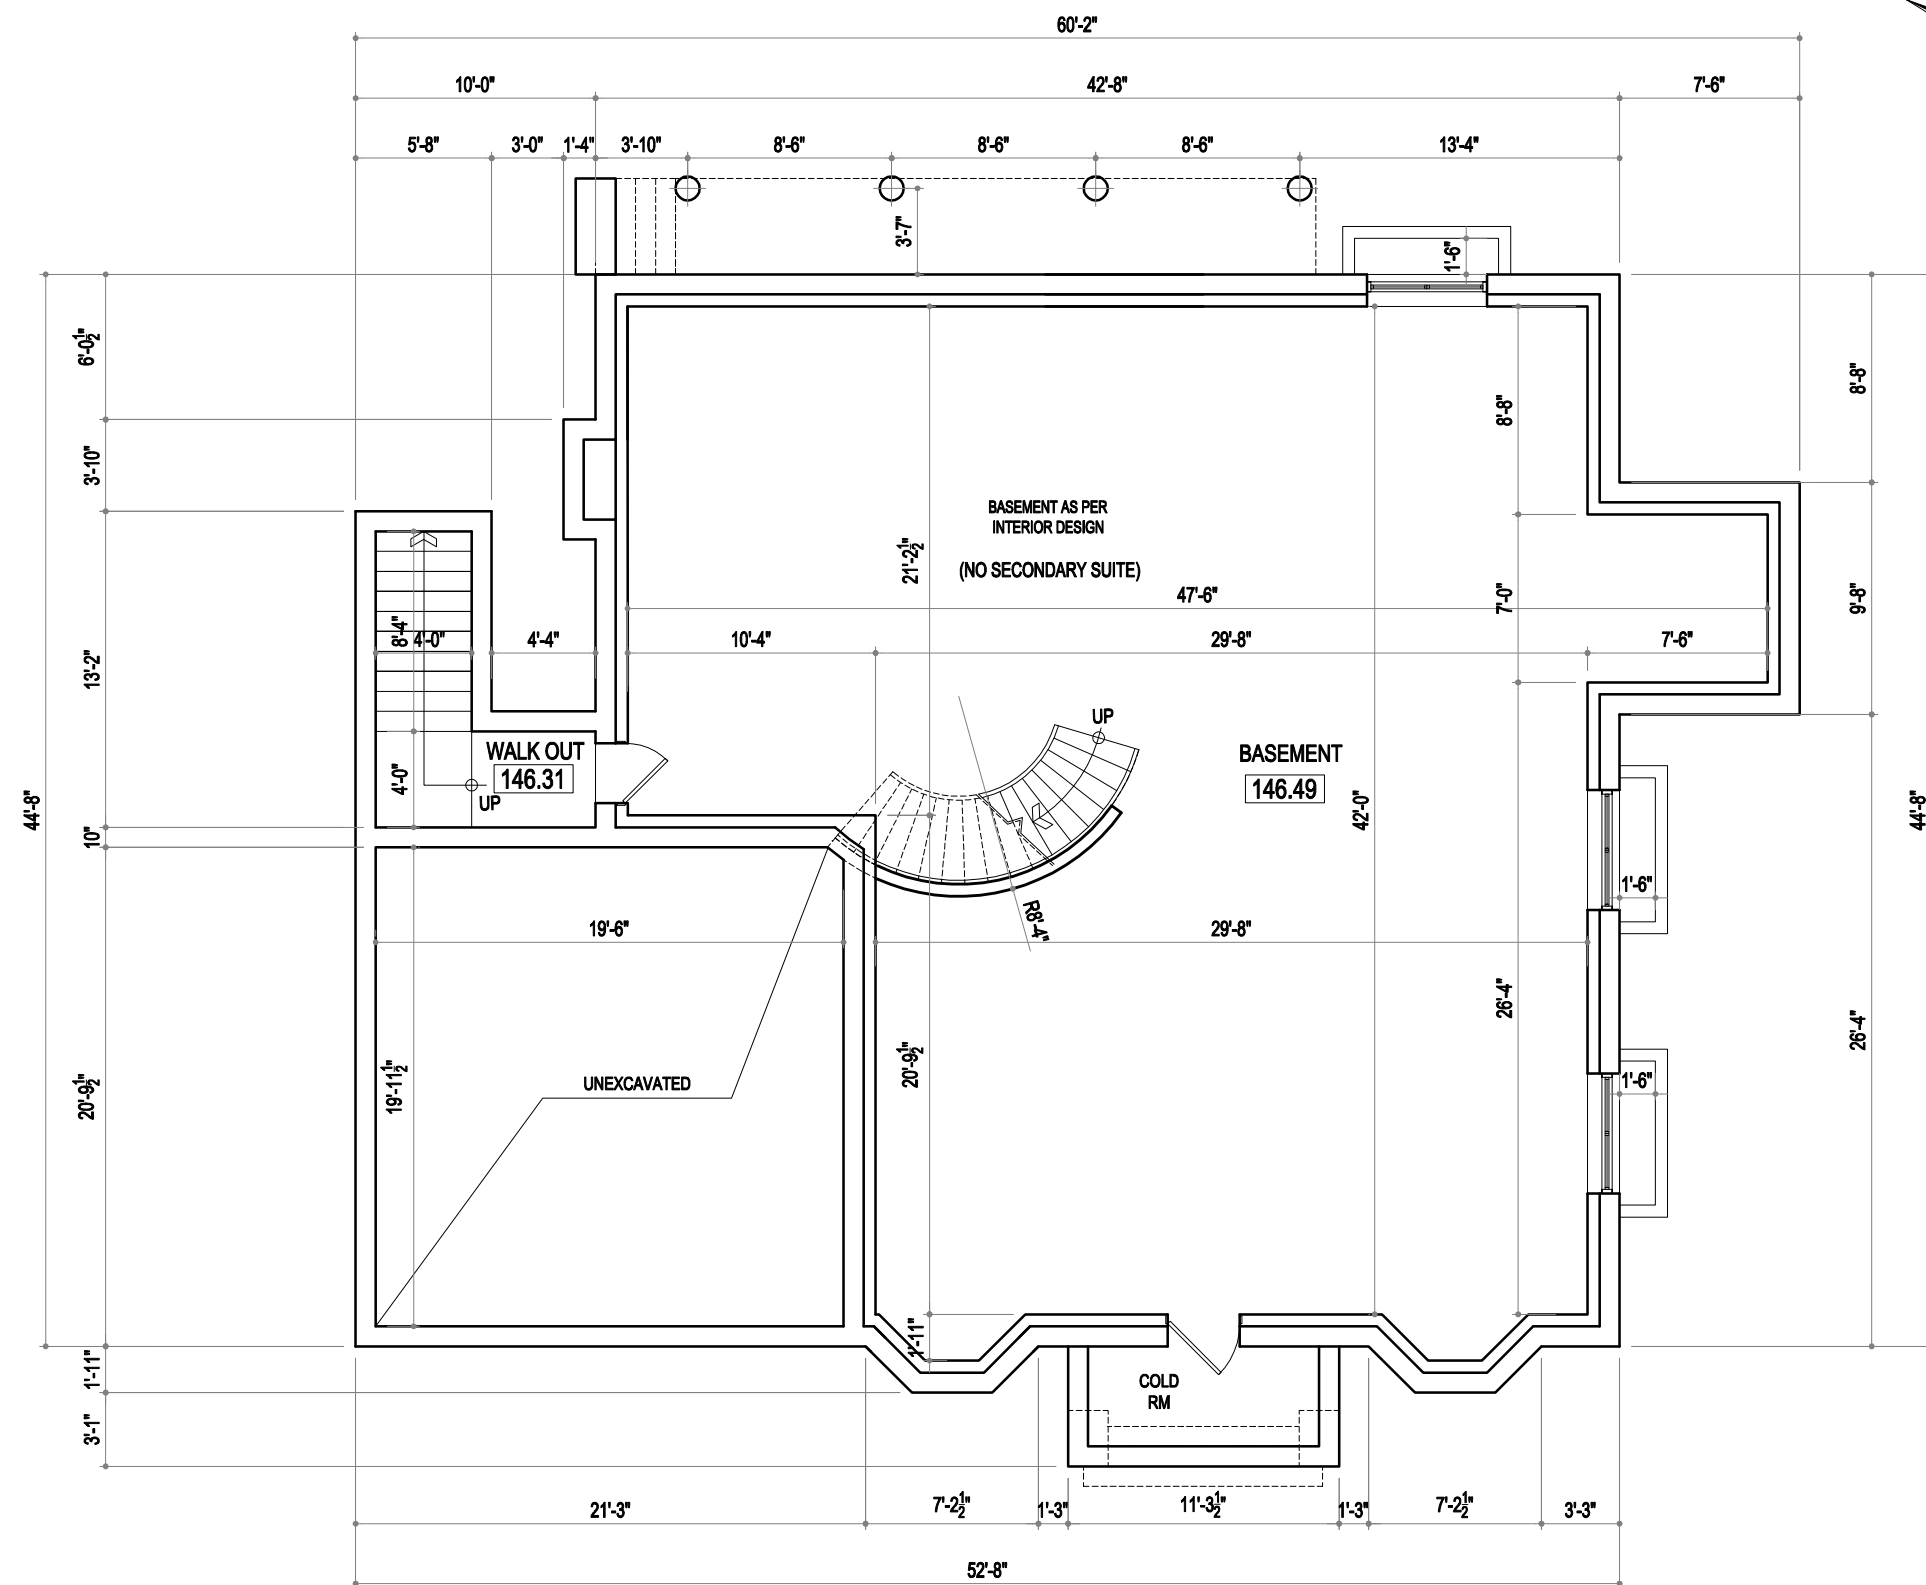 60'-2"
10'-0" 42'-8" 7'-6"
5'-8" 3'-0" 1'-4" 3'-10" 8'-6" 8'-6" 8'-6" 13'-4"
3'-7"
1'-6"
6'-0½"
8'-8"
8'-8"
3'-10"
BASEMENT AS PER
INTERIOR DESIGN
(NO SECONDARY SUITE)
21'-2½"
47'-6"
7'-0"
9'-8"
8'-4"
4'-0" 4'-4" 10'-4" 29'-8" 7'-6"
13'-2"
UP
WALK OUT
146.31
UP
4'-0"
BASEMENT
146.49
44'-8"
10"
42'-0"
44'-8"
1'-6"
R8'-4"
19'-6" 29'-8"
26'-4"
26'-4"
20'-9½"
19'-11½"
UNEXCAVATED
20'-9½"
1'-6"
1'-11"
1'-11"
COLD
RM
3'-1"
21'-3" 7'-2½" 1'-3" 11'-3½" 1'-3" 7'-2½" 3'-3"
52'-8"